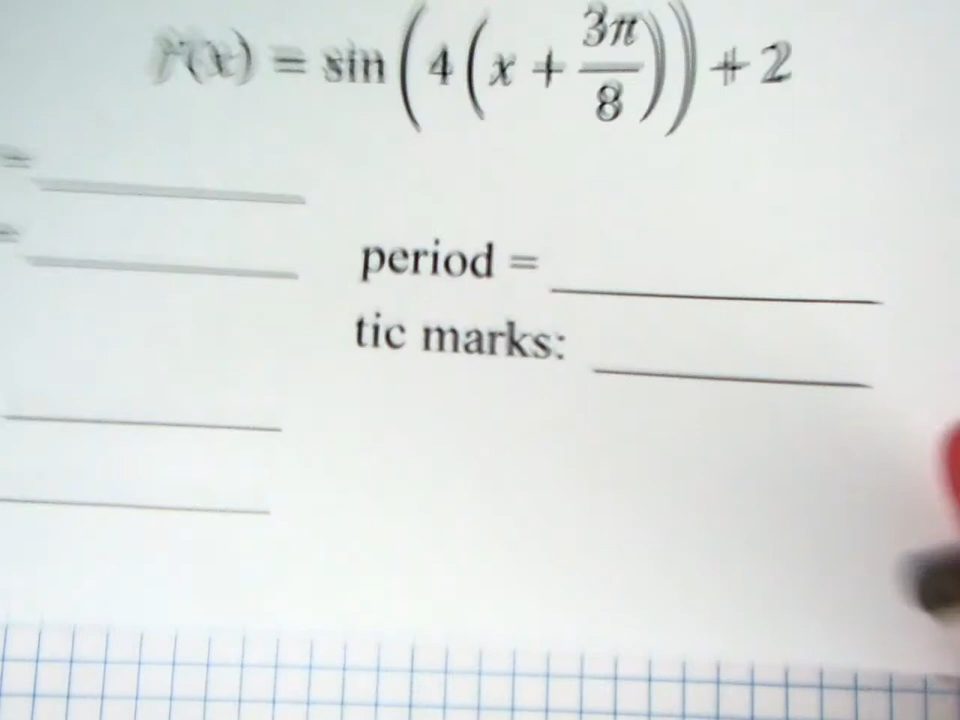 f(x) = sin(4(x + 3π/8)) + 2
=
=
period =
tic marks: